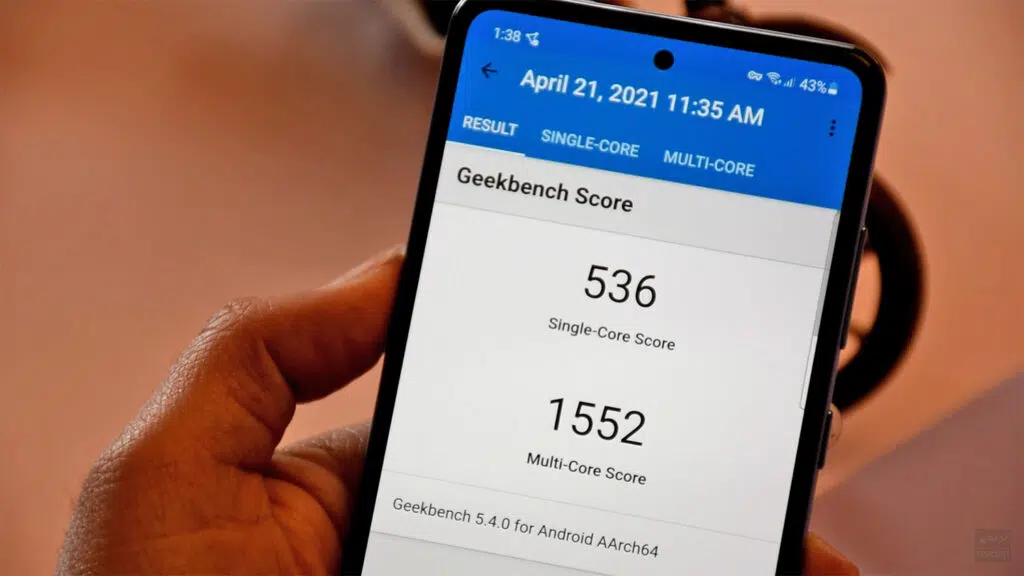 1:38
43%
April 21, 2021 11:35 AM
RESULT SINGLE-CORE MULTI-CORE
Geekbench Score
536
Single-Core Score
1552
Multi-Core Score
Geekbench 5.4.0 for Android AArch64